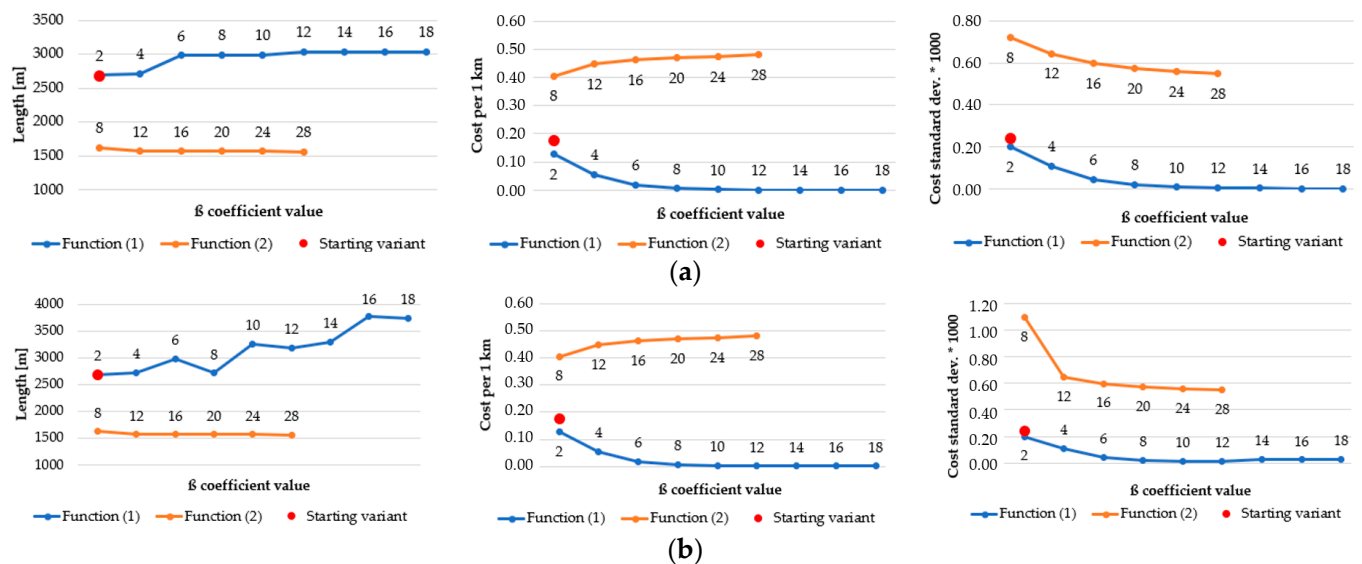 Length [m]
3500
3000
2500
2000
1500
1000
2 4 6 8 10 12 14 16 18
8 12 16 20 24 28
ß coefficient value
Function (1) Function (2) Starting variant
Cost per 1 km
0.60
0.50
0.40
0.30
0.20
0.10
0.00
8 12 16 20 24 28
2 4 6 8 10 12 14 16 18
ß coefficient value
Function (1) Function (2) Starting variant
Cost standard dev. * 1000
0.80
0.60
0.40
0.20
0.00
8 12 16 20 24 28
2 4 6 8 10 12 14 16 18
ß coefficient value
Function (1) Function (2) Starting variant
(a)
Length [m]
4000
3500
3000
2500
2000
1500
1000
2 4 6 8 10 12 14 16 18
8 12 16 20 24 28
ß coefficient value
Function (1) Function (2) Starting variant
Cost per 1 km
0.60
0.50
0.40
0.30
0.20
0.10
0.00
8 12 16 20 24 28
2 4 6 8 10 12 14 16 18
ß coefficient value
Function (1) Function (2) Starting variant
Cost standard dev. * 1000
1.20
1.00
0.80
0.60
0.40
0.20
0.00
8 12 16 20 24 28
2 4 6 8 10 12 14 16 18
ß coefficient value
Function (1) Function (2) Starting variant
(b)